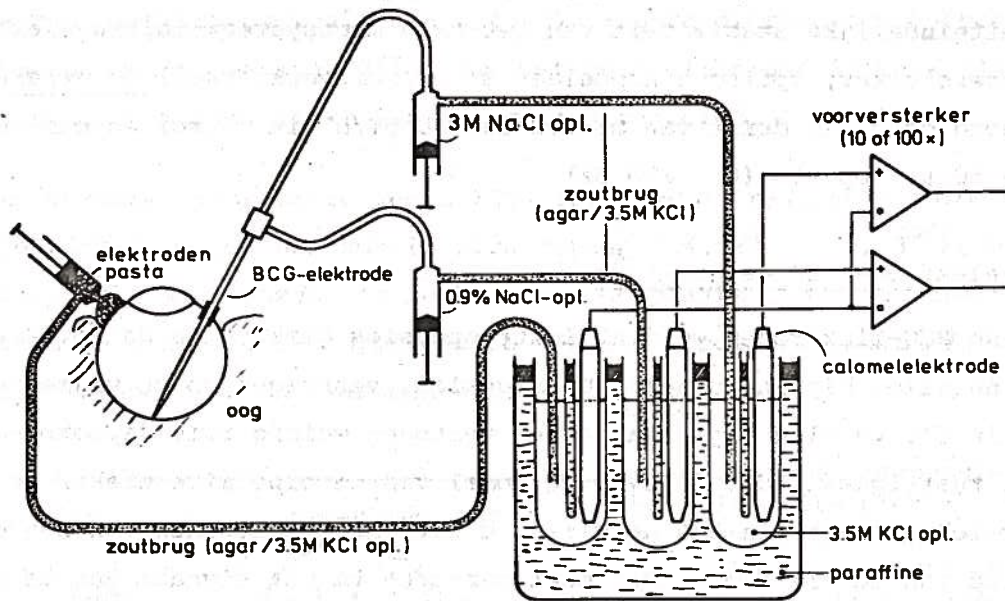 3M NaCl opl.
voorversterker
(10 of 100×)
zoutbrug
(agar/3.5M KCl)
+
-
elektroden
pasta
BCG-elektrode
0.9% NaCl-opl.
+
-
calomelelektrode
oog
zoutbrug (agar/3.5M KCl opl.)
3.5M KCl opl.
paraffine